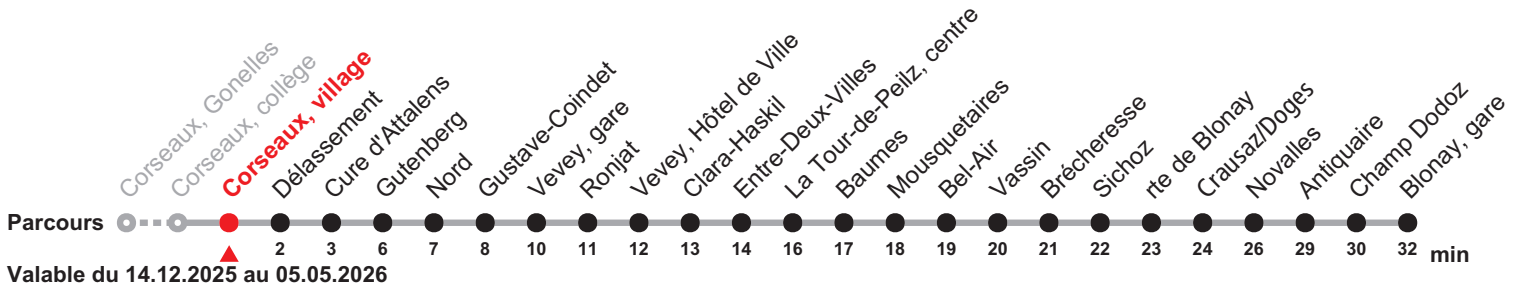 Corseaux, Gonelles
Corseaux, collège
Corseaux, village
Délassement
Cure d'Attalens
Gutenberg
Nord
Gustave-Coindet
Vevey, gare
Ronjat
Vevey, Hôtel de Ville
Clara-Haskil
Entre-Deux-Villes
La Tour-de-Peilz, centre
Baumes
Mousquetaires
Bel-Air
Vassin
Brécheresse
Sichoz
rte de Blonay
Crausaz/Doges
Novalles
Antiquaire
Champ Dodoz
Blonay, gare
Parcours
2 3 6 7 8 10 11 12 13 14 16 17 18 19 20 21 22 23 24 26 29 30 32 min
Valable du 14.12.2025 au 05.05.2026